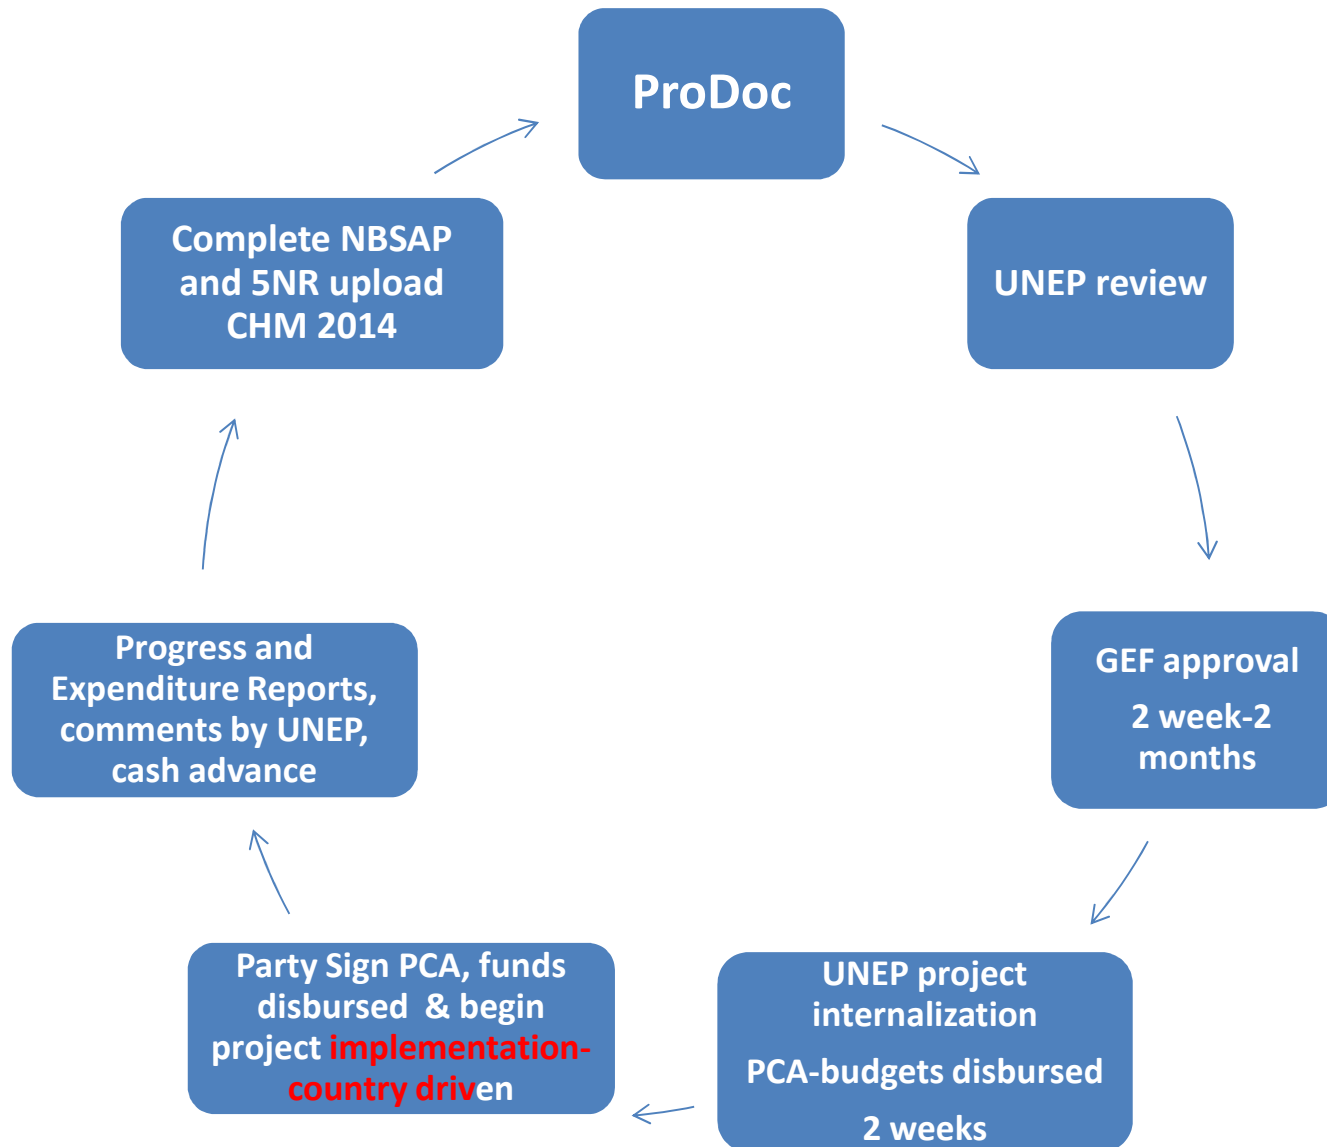 ProDoc
UNEP review
GEF approval
2 week-2
months
UNEP project
internalization
PCA-budgets disbursed
2 weeks
Party Sign PCA, funds
disbursed & begin
project implementation-
country driven
Progress and
Expenditure Reports,
comments by UNEP,
cash advance
Complete NBSAP
and 5NR upload
CHM 2014